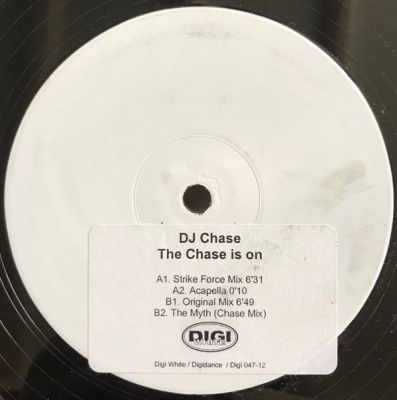 DJ Chase
The Chase is on
A1. Strike Force Mix 6'31
A2. Acapella 0'10
B1. Original Mix 6'49
B2. The Myth (Chase Mix)
DIGI
WHITE
Digi White / Digidance / Digi 047-12